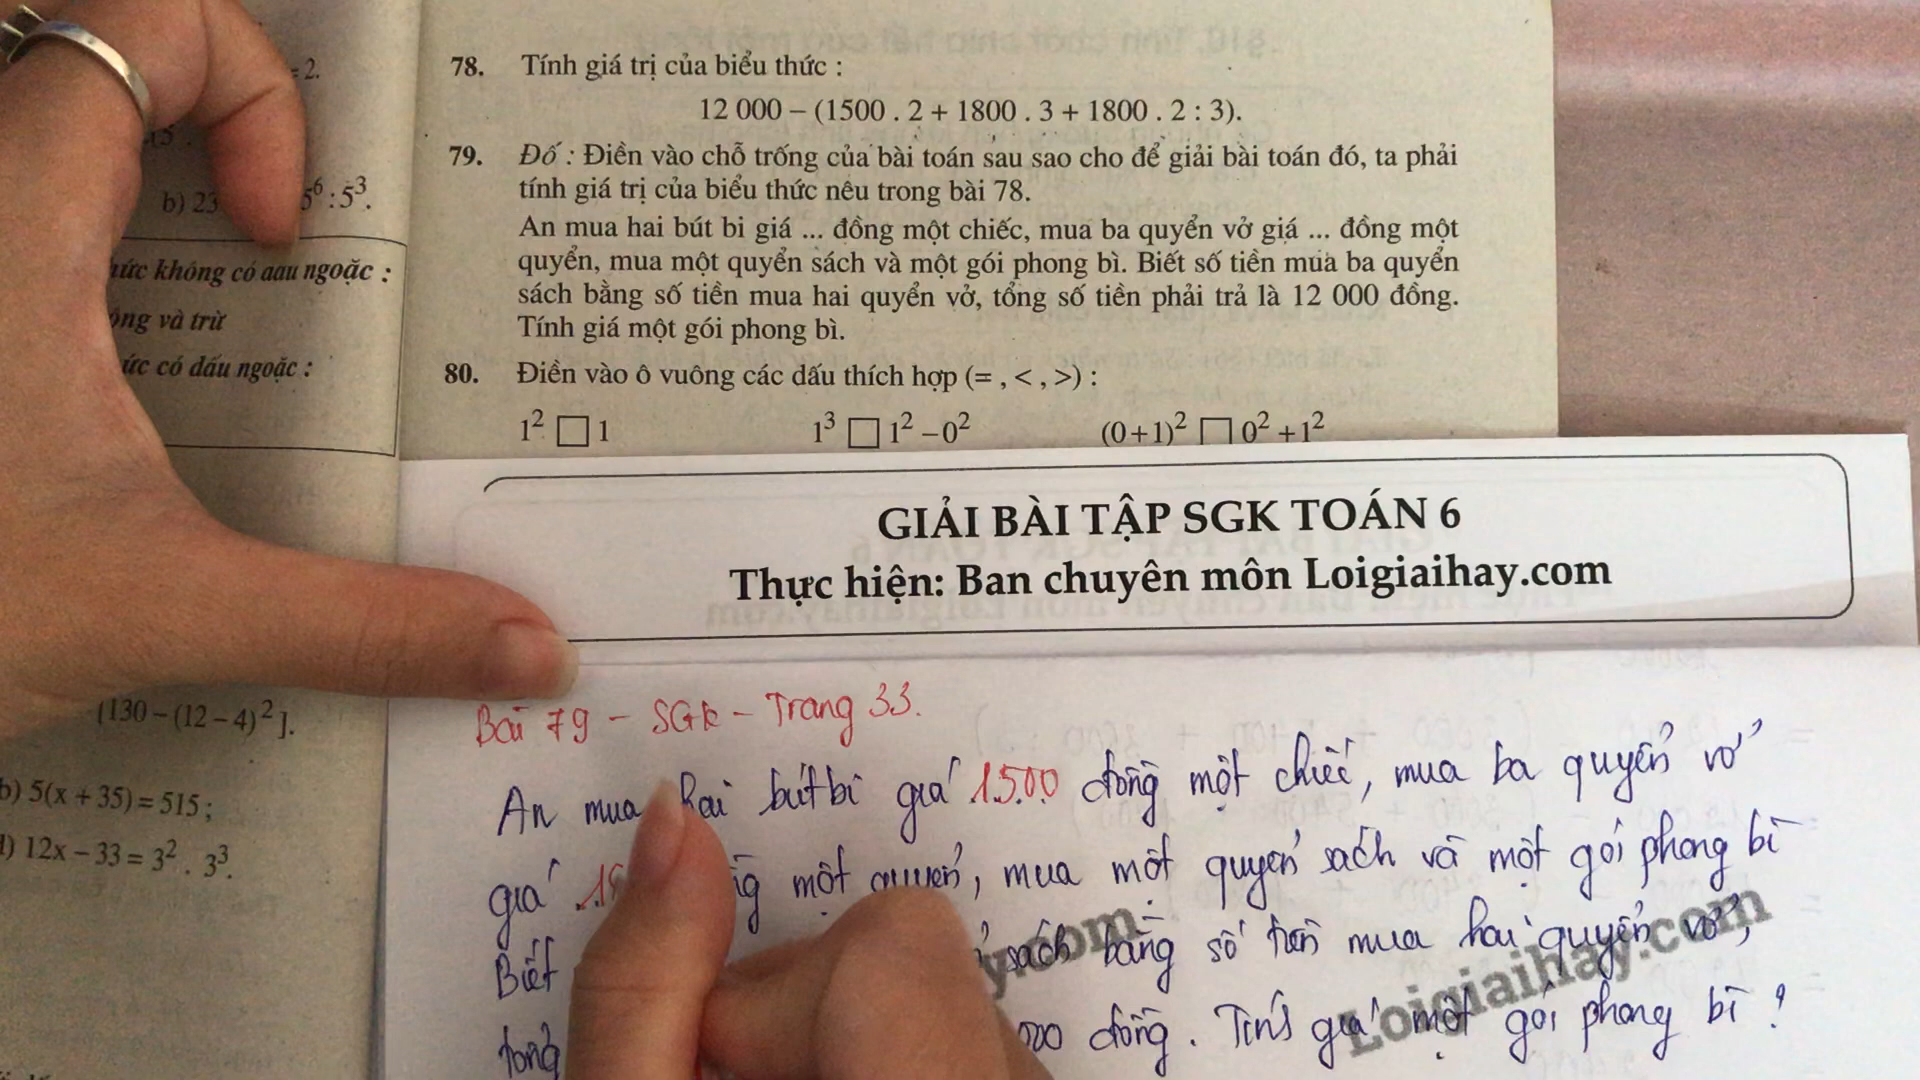 = 2.
b) 23
5⁶ : 5³.
không có
ngoặc :
và trừ
có dấu ngoặc :
[130 – (12 – 4)²].
b) 5(x + 35) = 515 ;
12x – 33 = 3² . 3³.
78. Tính giá trị của biểu thức :
12 000 – (1500 . 2 + 1800 . 3 + 1800 . 2 : 3).
79. Đố : Điền vào chỗ trống của bài toán sau sao cho để giải bài toán đó, ta phải
tính giá trị của biểu thức nêu trong bài 78.
An mua hai bút bi giá ... đồng một chiếc, mua ba quyển vở giá ... đồng một
quyển, mua một quyển sách và một gói phong bì. Biết số tiền mua ba quyển
sách bằng số tiền mua hai quyển vở, tổng số tiền phải trả là 12 000 đồng.
Tính giá một gói phong bì.
80. Điền vào ô vuông các dấu thích hợp (= , < , >) :
1² □ 1 1³ □ 1² – 0² (0 + 1)² □ 0² + 1²
GIẢI BÀI TẬP SGK TOÁN 6
Thực hiện: Ban chuyên môn Loigiaihay.com
Bài 79 – SGK – Trang 33.
An mua hai bút bi giá 1500 đồng một chiếc, mua ba quyển vở
giá một quyển, mua một quyển sách và một gói phong bì
Biết sách bằng số tiền mua hai quyển vở,
tổng đồng. Tính giá một gói phong bì ?
y.com
Loigiaihay.com